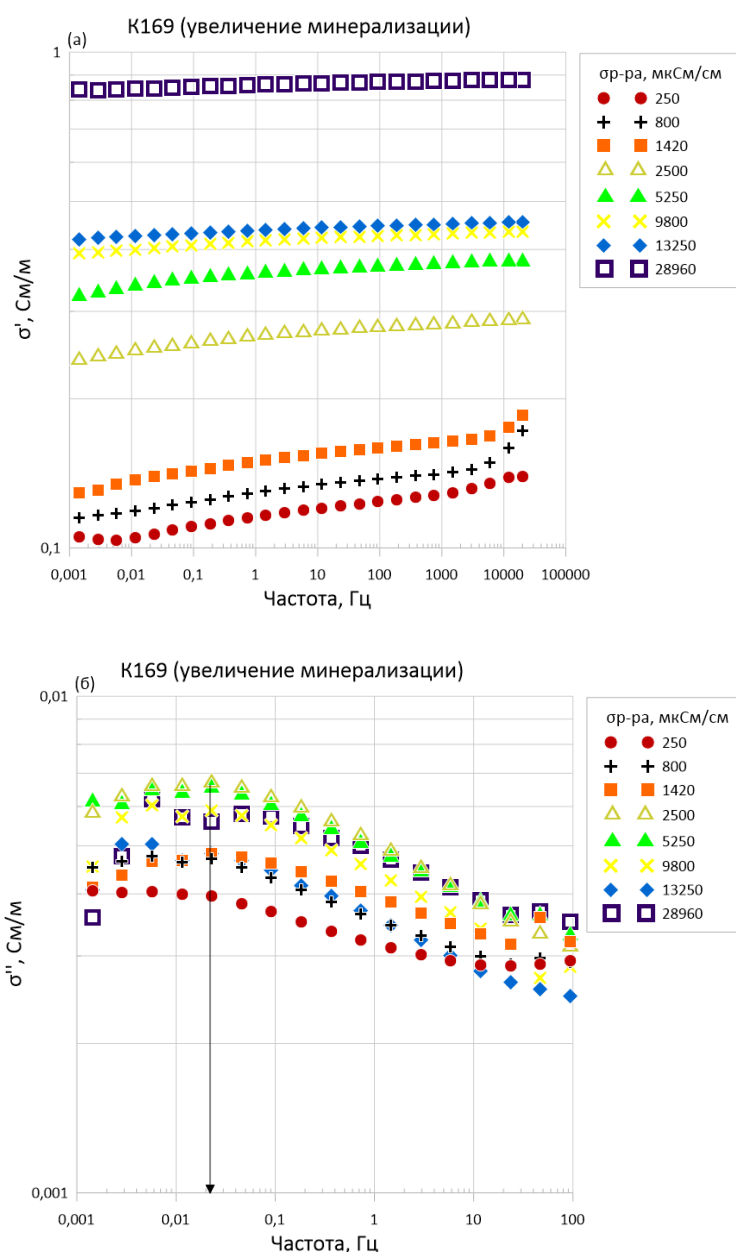 К169 (увеличение минерализации)
(а)
1
0,2
0,1
σ', См/м
0,001 0,01 0,1 1 10 100 1000 10000 100000
Частота, Гц
σр-ра, мкСм/см
250
800
1420
2500
5250
9800
13250
28960
К169 (увеличение минерализации)
(б)
0,01
0,001
σ'', См/м
0,001 0,01 0,1 1 10 100
Частота, Гц
σр-ра, мкСм/см
250
800
1420
2500
5250
9800
13250
28960